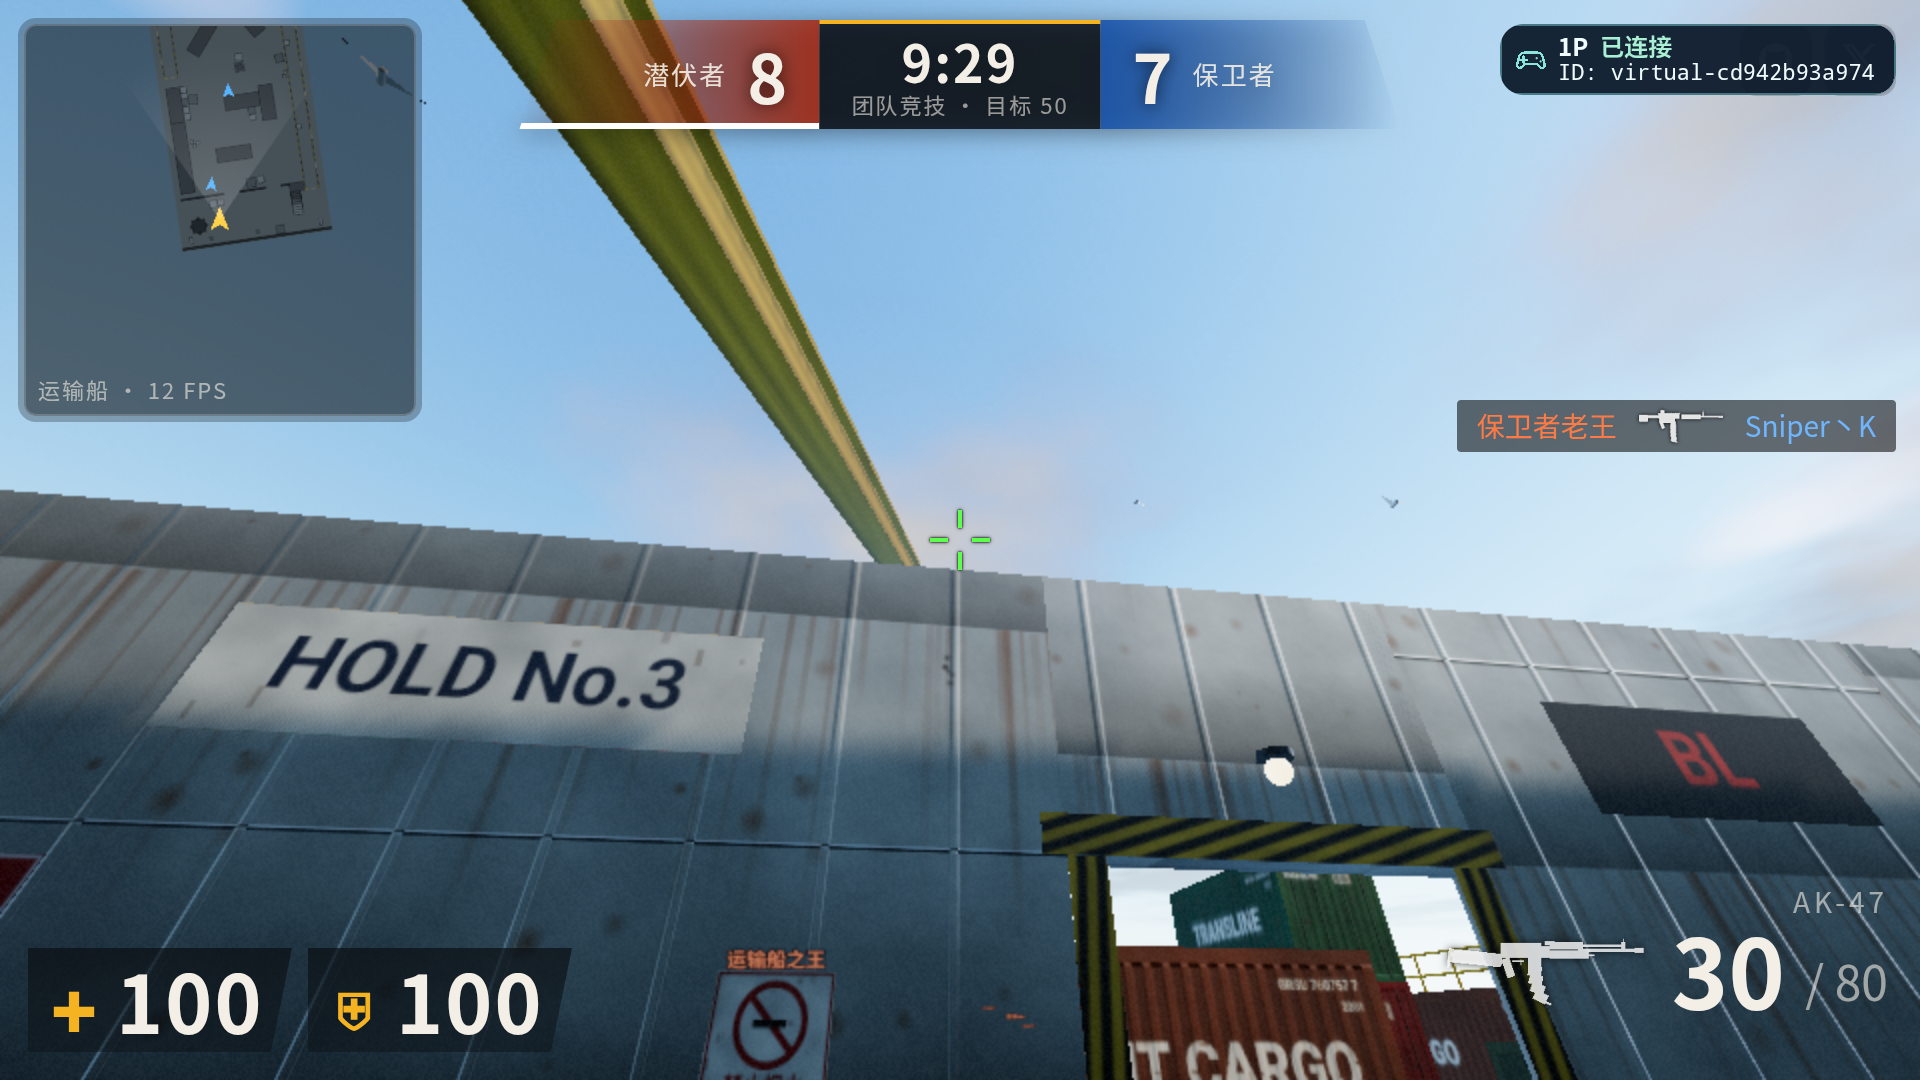 潜伏者 8
9:29
团队竞技 · 目标 50
7 保卫者
1P 已连接
ID: virtual-cd942b93a974
运输船 · 12 FPS
保卫者老王 Sniper丶K
HOLD No.3
BL
TRANSLINE
运输船之王
T CARGO
GO
AK-47
30 / 80
100
100